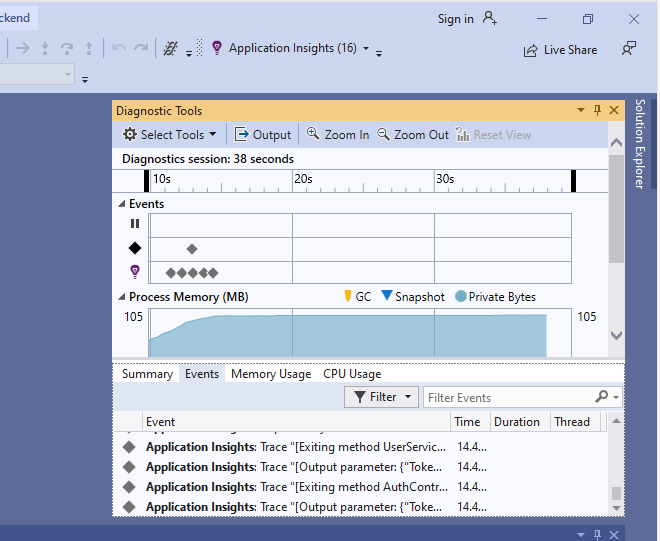 ckend
Sign in
Application Insights (16)
Live Share
Diagnostic Tools
Select Tools
Output
Zoom In
Zoom Out
Reset View
Solution Explorer
Diagnostics session: 38 seconds
10s 20s 30s
Events
Process Memory (MB)
GC
Snapshot
Private Bytes
105
105
Summary
Events
Memory Usage
CPU Usage
Filter
Filter Events
Event Time Duration Thread
Application Insights: Trace "[Exiting method UserServic... 14.4...
Application Insights: Trace "[Output parameter: {"Toke... 14.4...
Application Insights: Trace "[Exiting method AuthContr... 14.4...
Application Insights: Trace "[Output parameter: {"Toke... 14.4...